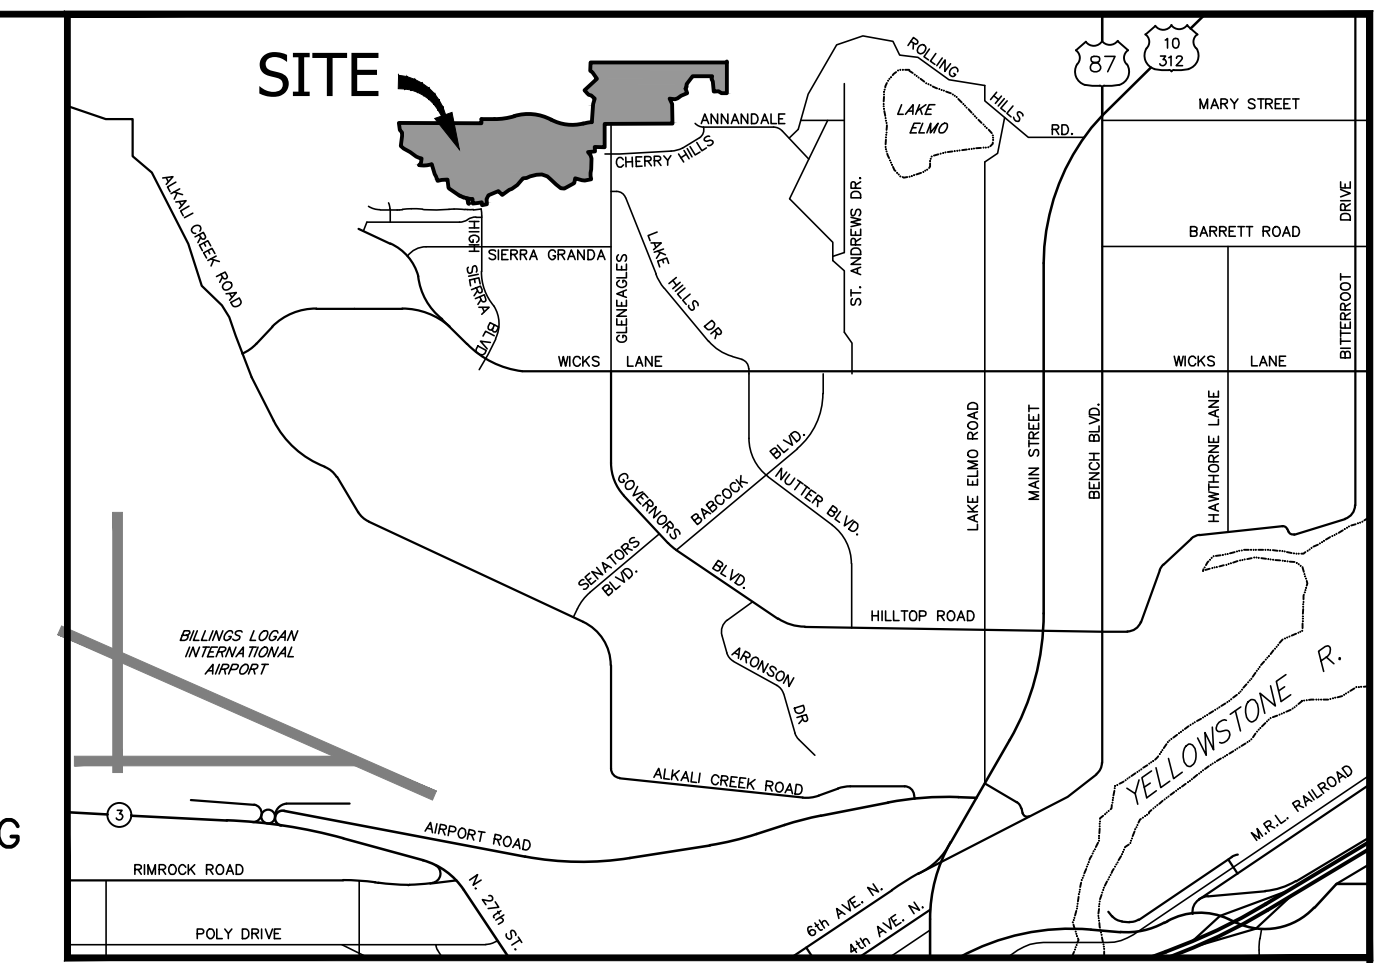 SITE
ROLLING
HILLS
RD.
87
10
312
LAKE
ELMO
MARY STREET
ANNANDALE
CHERRY HILLS
ALKALI CREEK ROAD
ST. ANDREWS DR.
DRIVE
BITTERROOT
BARRETT ROAD
HIGH SIERRA BLVD
SIERRA GRANDA
GLENEAGLES
LAKE HILLS DR
WICKS LANE
WICKS LANE
LAKE ELMO ROAD
MAIN STREET
BENCH BLVD.
HAWTHORNE LANE
GOVERNORS
BLVD.
BABCOCK
BLVD.
NUTTER BLVD.
SENATORS
BLVD.
HILLTOP ROAD
ARONSON
DR
BILLINGS LOGAN
INTERNATIONAL
AIRPORT
YELLOWSTONE R.
ALKALI CREEK ROAD
M.R.L. RAILROAD
3
G
AIRPORT ROAD
RIMROCK ROAD
N. 27th ST.
6th AVE. N.
4th AVE. N.
POLY DRIVE